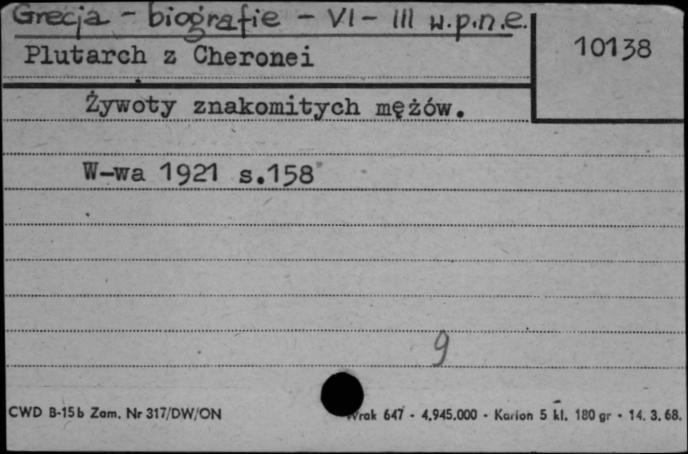 Grecja - biografie - VI - III w.p.n.e.
10138
Plutarch z Cheronei
Żywoty znakomitych mężów.
W-wa 1921 s.158
9
CWD B-15b Zam. Nr 317/DW/ON
647 - 4.945.000 - Karton 5 kl. 180 gr - 14. 3. 68.